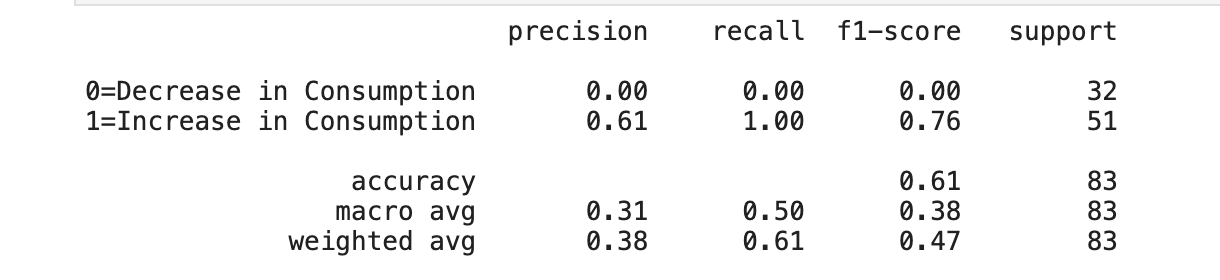 precision recall f1-score support
0=Decrease in Consumption 0.00 0.00 0.00 32
1=Increase in Consumption 0.61 1.00 0.76 51
accuracy 0.61 83
macro avg 0.31 0.50 0.38 83
weighted avg 0.38 0.61 0.47 83